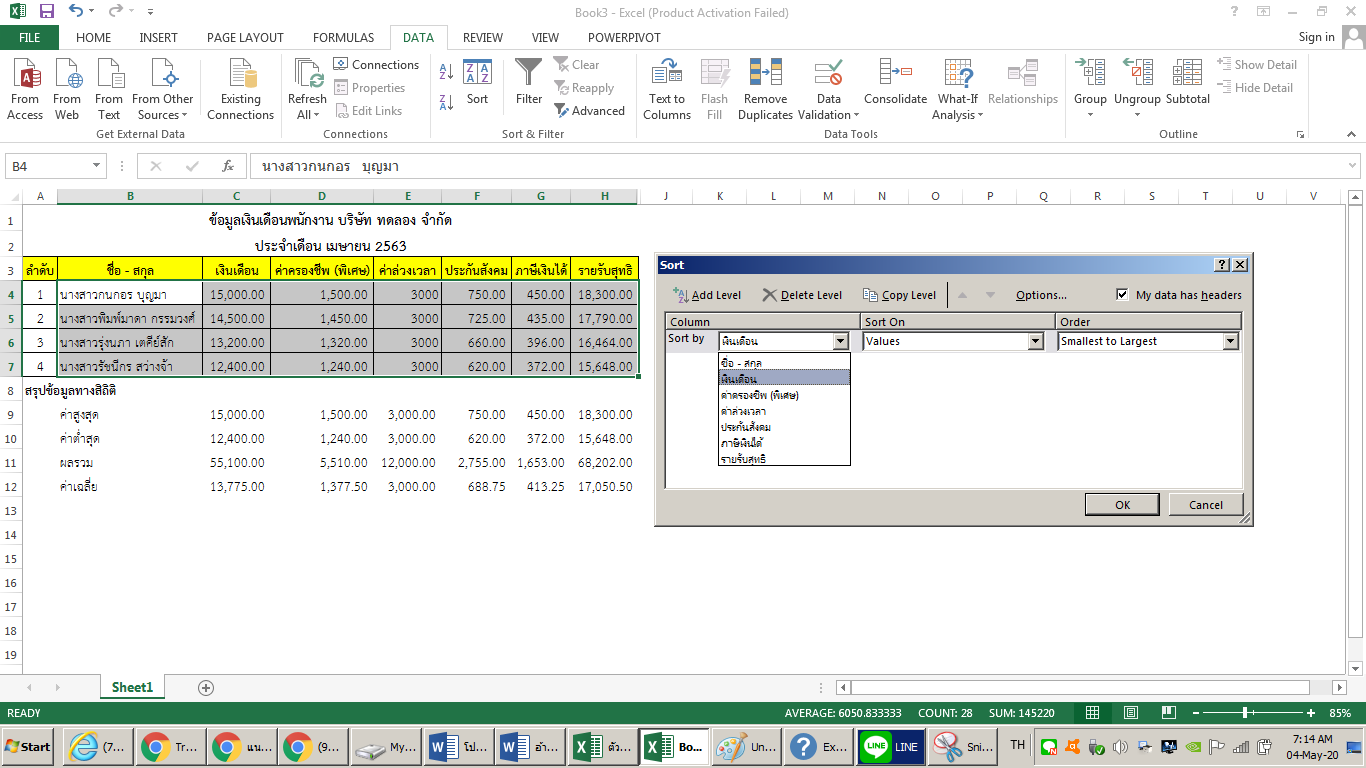 Book3 - Excel (Product Activation Failed)
FILE HOME INSERT PAGE LAYOUT FORMULAS DATA REVIEW VIEW POWERPIVOT Sign in
From Access
From Web
From Text
From Other Sources
Existing Connections
Get External Data
Refresh All
Connections
Properties
Edit Links
Connections
Sort
Filter
Clear
Reapply
Advanced
Sort & Filter
Text to Columns
Flash Fill
Remove Duplicates
Data Validation
Consolidate
What-If Analysis
Relationships
Data Tools
Group
Ungroup
Subtotal
Show Detail
Hide Detail
Outline
B4 fx นางสาวกนกอร บุญมา
A B C D E F G H J K L M N O P Q R S T U V
1 ข้อมูลเงินเดือนพนักงาน บริษัท ทดลอง จำกัด
2 ประจำเดือน เมษายน 2563
3 ลำดับ ชื่อ - สกุล เงินเดือน ค่าครองชีพ (พิเศษ) ค่าล่วงเวลา ประกันสังคม ภาษีเงินได้ รายรับสุทธิ
4 1 นางสาวกนกอร บุญมา 15,000.00 1,500.00 3000 750.00 450.00 18,300.00
5 2 นางสาวพิมพ์มาดา กรรมวงศ์ 14,500.00 1,450.00 3000 725.00 435.00 17,790.00
6 3 นางสาวรุ่งนภา เตคีย์สัก 13,200.00 1,320.00 3000 660.00 396.00 16,464.00
7 4 นางสาวรัชนีกร สว่างจ้า 12,400.00 1,240.00 3000 620.00 372.00 15,648.00
8 สรุปข้อมูลทางสิถิติ
9 ค่าสูงสุด 15,000.00 1,500.00 3,000.00 750.00 450.00 18,300.00
10 ค่าต่ำสุด 12,400.00 1,240.00 3,000.00 620.00 372.00 15,648.00
11 ผลรวม 55,100.00 5,510.00 12,000.00 2,755.00 1,653.00 68,202.00
12 ค่าเฉลี่ย 13,775.00 1,377.50 3,000.00 688.75 413.25 17,050.50
13
14
15
16
17
18
19
Sort
Add Level Delete Level Copy Level Options... My data has headers
Column Sort On Order
Sort by เงินเดือน Values Smallest to Largest
ชื่อ - สกุล
เงินเดือน
ค่าครองชีพ (พิเศษ)
ค่าล่วงเวลา
ประกันสังคม
ภาษีเงินได้
รายรับสุทธิ
OK Cancel
Sheet1
READY AVERAGE: 6050.833333 COUNT: 28 SUM: 145220 85%
Start (7... Tr... แน... (9... My... โป... อำ... ตัว... Bo... Un... Ex... LINE LINE Sni... TH 7:14 AM
04-May-20